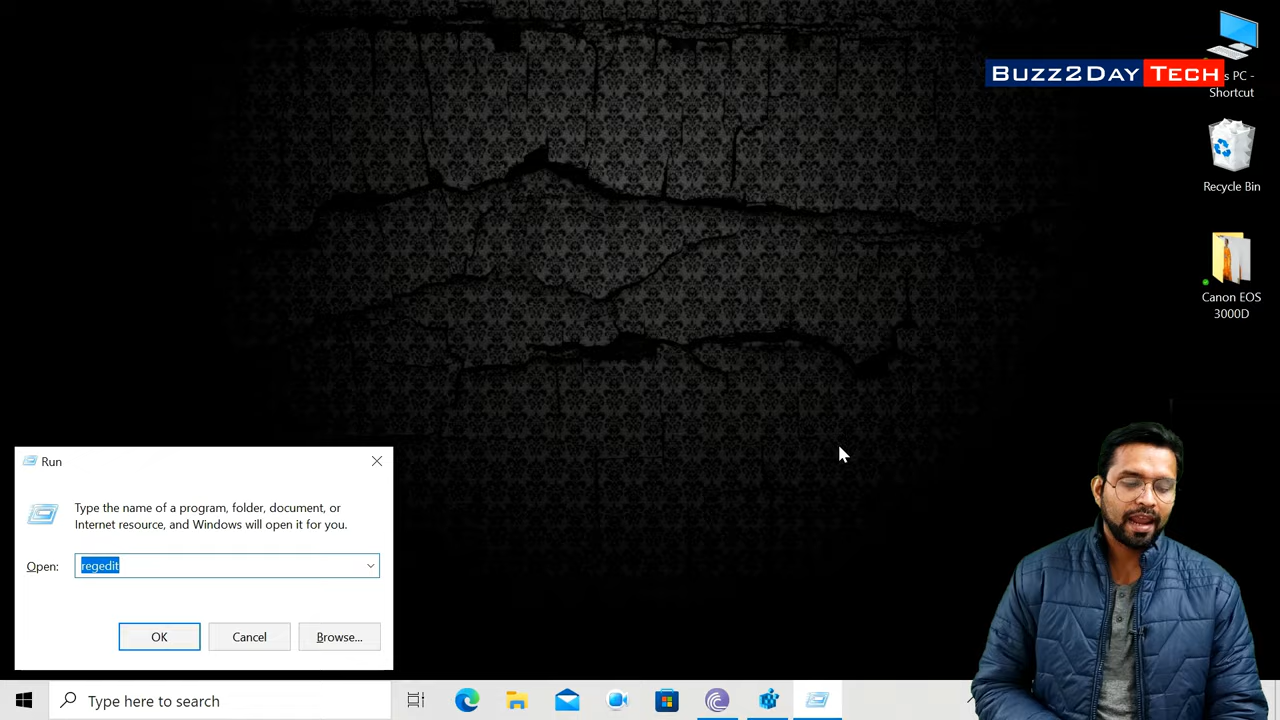 Buzz2Day Tech
s PC -
Shortcut
Recycle Bin
Canon EOS
3000D
Run
Type the name of a program, folder, document, or
Internet resource, and Windows will open it for you.
Open:
regedit
OK
Cancel
Browse...
Type here to search